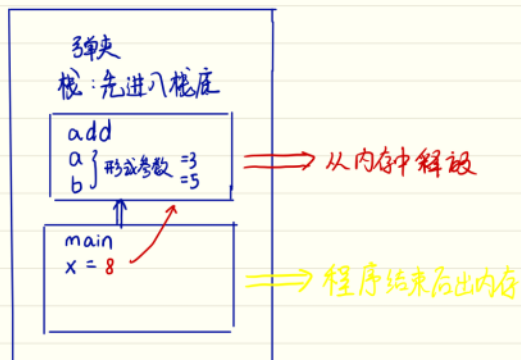 弹夹
栈:先进入栈底
add
a
b
形式参数 =3
=5
从内存中释放
main
x = 8
程序结束后出内存